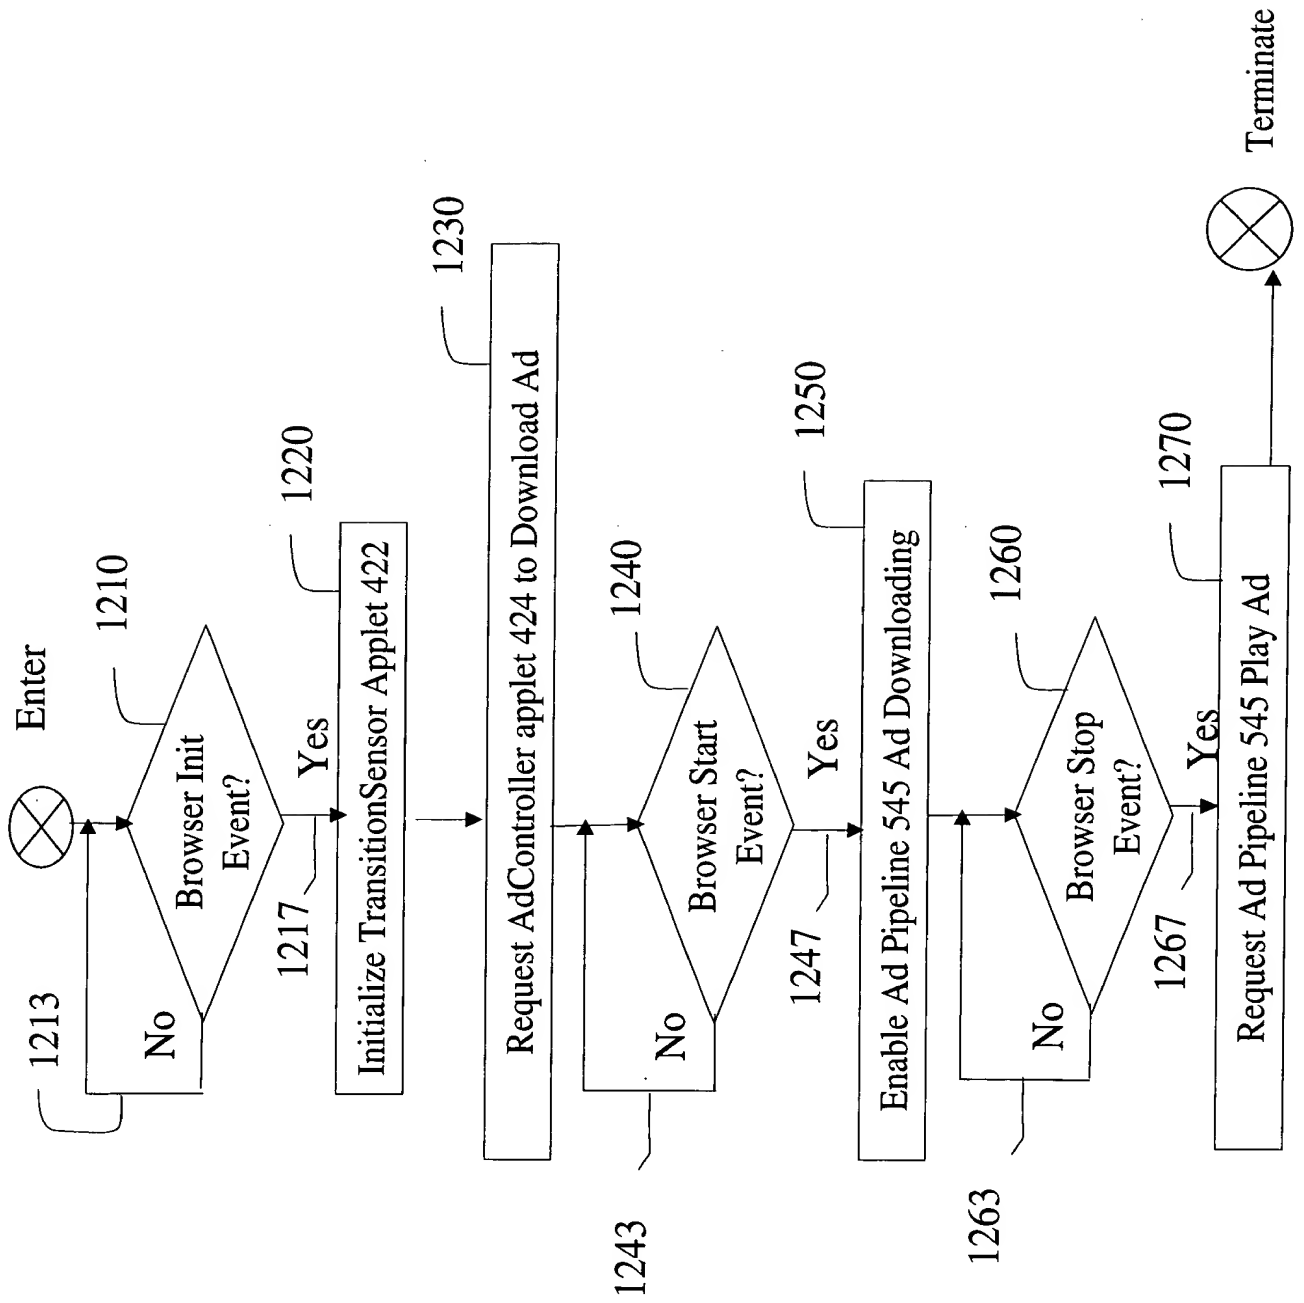 Enter
1210
1213
Browser Init
Event?
No
Yes
1217
1220
Initialize TransitionSensor Applet 422
1230
Request AdController applet 424 to Download Ad
1240
Browser Start
Event?
No
1243
Yes
1247
1250
Enable Ad Pipeline 545 Ad Downloading
1260
Browser Stop
Event?
No
1263
Yes
1267
1270
Request Ad Pipeline 545 Play Ad
Terminate